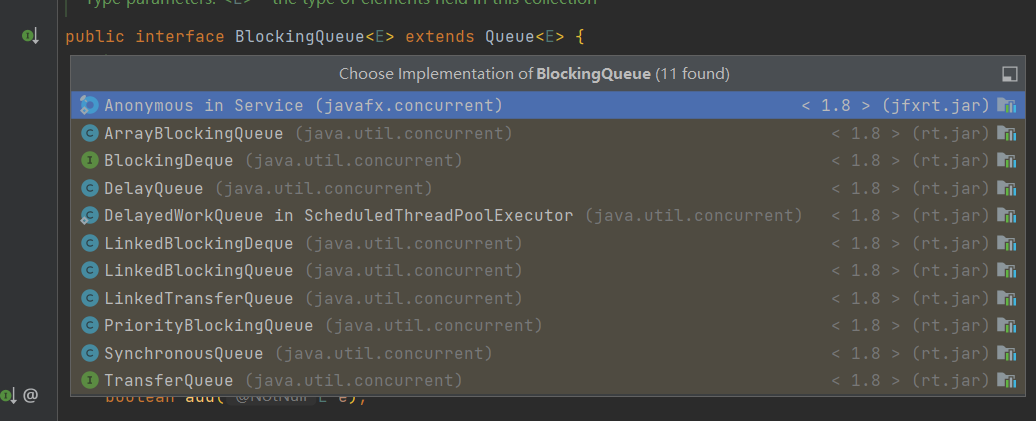 Type parameters: <E> – the type of elements held in this collection
public interface BlockingQueue<E> extends Queue<E> {
Choose Implementation of BlockingQueue (11 found)
Anonymous in Service (javafx.concurrent) < 1.8 > (jfxrt.jar)
C ArrayBlockingQueue (java.util.concurrent) < 1.8 > (rt.jar)
I BlockingDeque (java.util.concurrent) < 1.8 > (rt.jar)
C DelayQueue (java.util.concurrent) < 1.8 > (rt.jar)
C DelayedWorkQueue in ScheduledThreadPoolExecutor (java.util.concurrent) < 1.8 > (rt.jar)
C LinkedBlockingDeque (java.util.concurrent) < 1.8 > (rt.jar)
C LinkedBlockingQueue (java.util.concurrent) < 1.8 > (rt.jar)
C LinkedTransferQueue (java.util.concurrent) < 1.8 > (rt.jar)
C PriorityBlockingQueue (java.util.concurrent) < 1.8 > (rt.jar)
C SynchronousQueue (java.util.concurrent) < 1.8 > (rt.jar)
I TransferQueue (java.util.concurrent) < 1.8 > (rt.jar)
I @ boolean add( @NotNull E e);